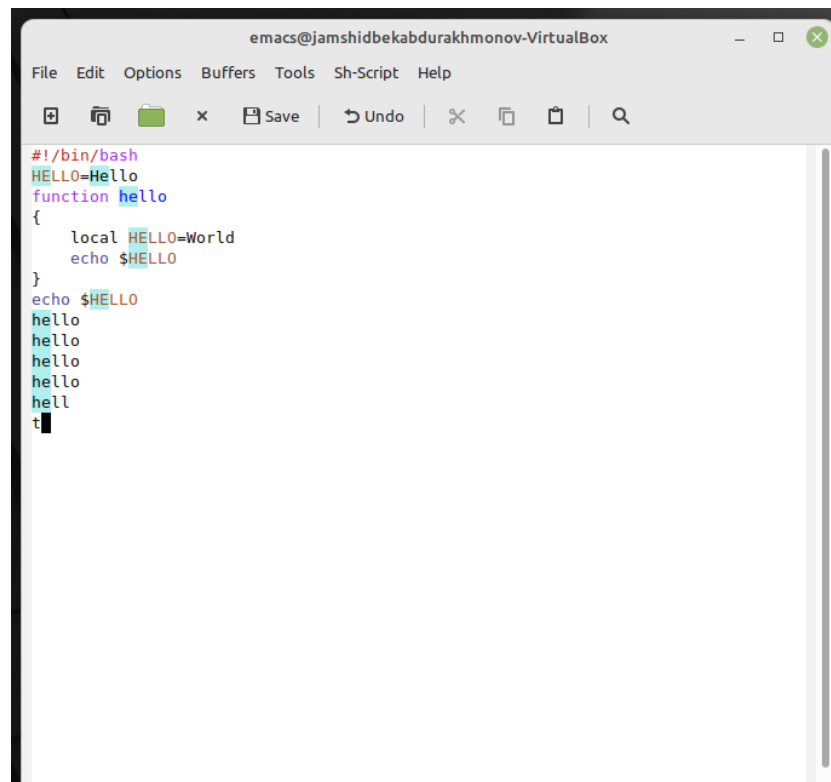 emacs@jamshidbekabdurakhmonov-VirtualBox
File Edit Options Buffers Tools Sh-Script Help
Save Undo
#!/bin/bash
HELLO=Hello
function hello
{
    local HELLO=World
    echo $HELLO
}
echo $HELLO
hello
hello
hello
hello
hell
t